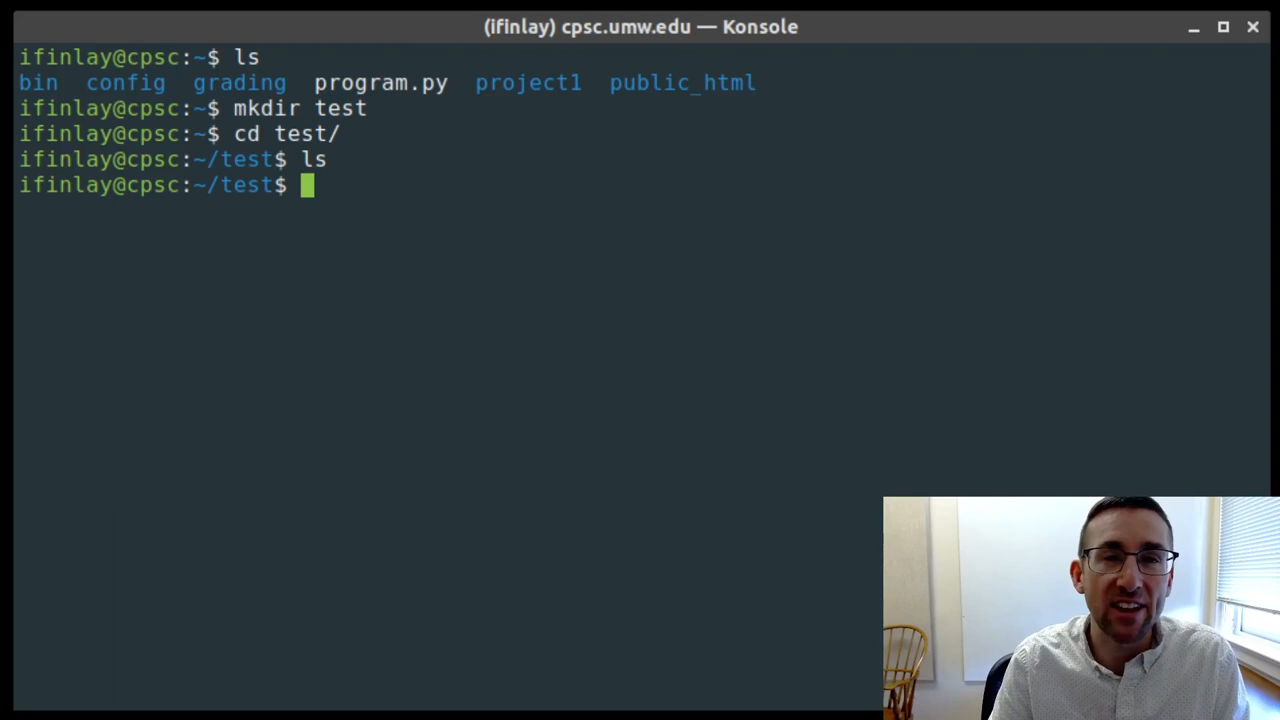 (ifinlay) cpsc.umw.edu — Konsole
ifinlay@cpsc:~$ ls
bin config grading program.py project1 public_html
ifinlay@cpsc:~$ mkdir test
ifinlay@cpsc:~$ cd test/
ifinlay@cpsc:~/test$ ls
ifinlay@cpsc:~/test$